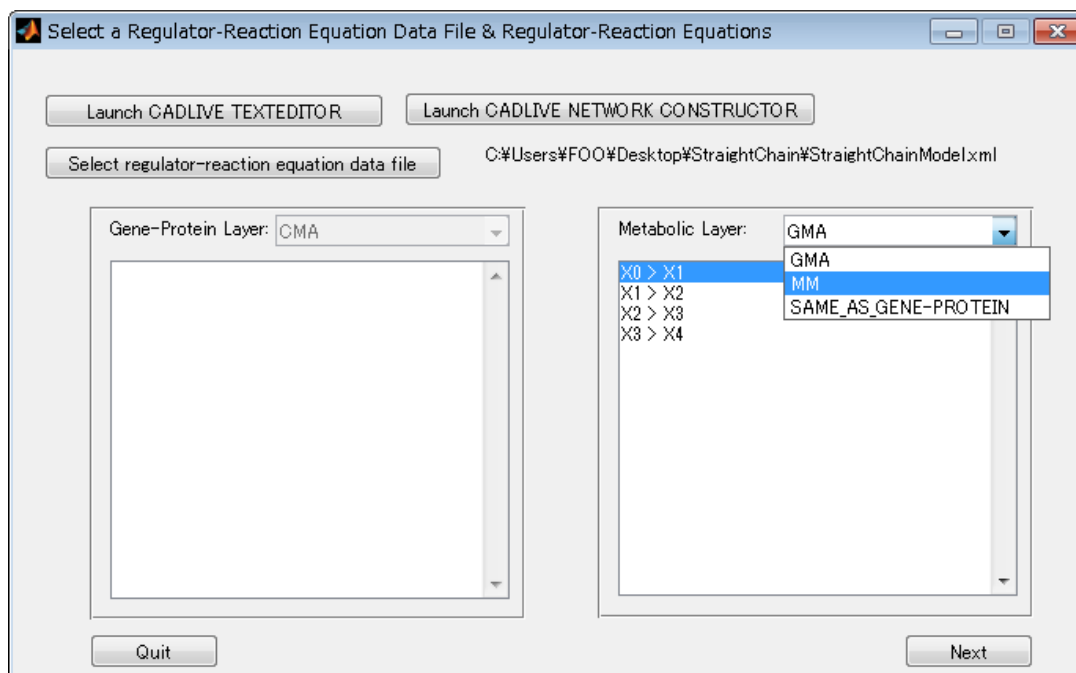 Select a Regulator-Reaction Equation Data File & Regulator-Reaction Equations
Launch CADLIVE TEXTEDITOR
Launch CADLIVE NETWORK CONSTRUCTOR
Select regulator-reaction equation data file
C:¥Users¥FOO¥Desktop¥StraightChain¥StraightChainModel.xml
Gene-Protein Layer:
CMA
Metabolic Layer:
GMA
GMA
MM
SAME_AS_GENE-PROTEIN
X0 > X1
X1 > X2
X2 > X3
X3 > X4
Quit
Next